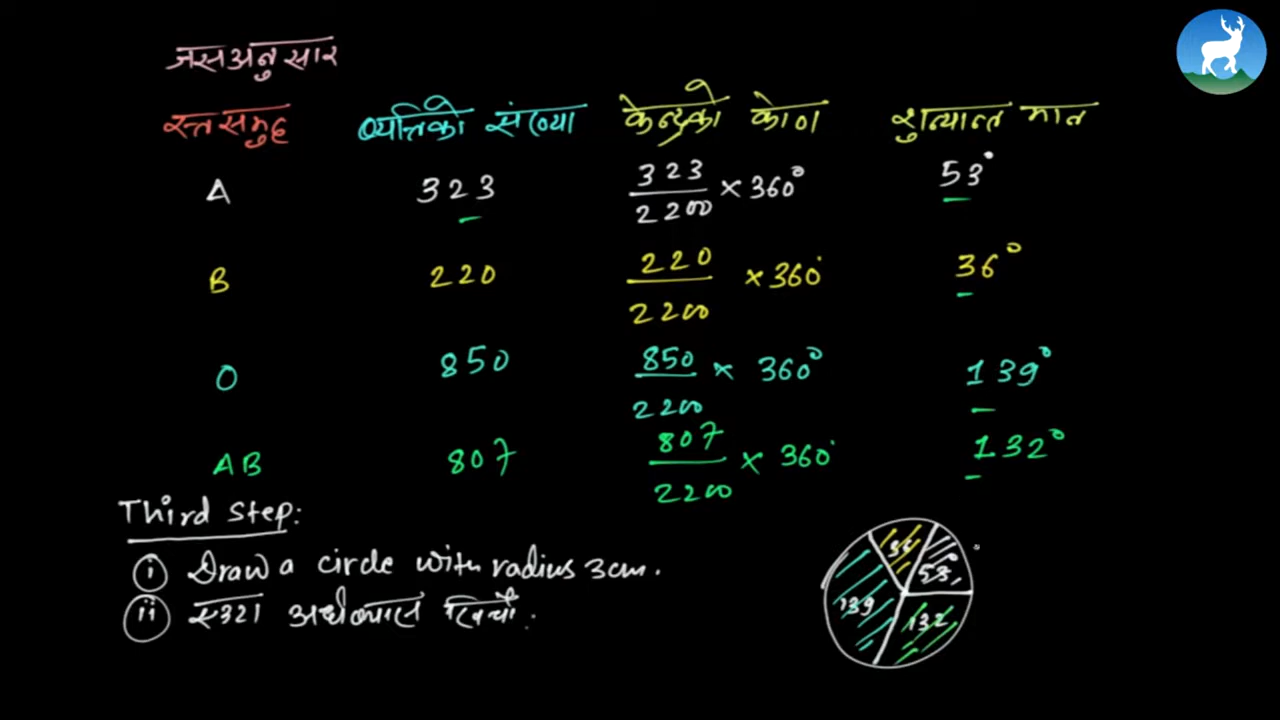 जसअनुसार
रक्त समुह व्यक्तिको संख्या केन्द्रको कोण शुन्यान्त मान
A 323 323/2200 × 360° 53°
B 220 220/2200 × 360° 36°
O 850 850/2200 × 360° 139°
AB 807 807/2200 × 360° 132°
Third Step:
i Draw a circle with radius 3cm.
ii एउटा अर्धव्यास खिचौ.
36
53°
139
132